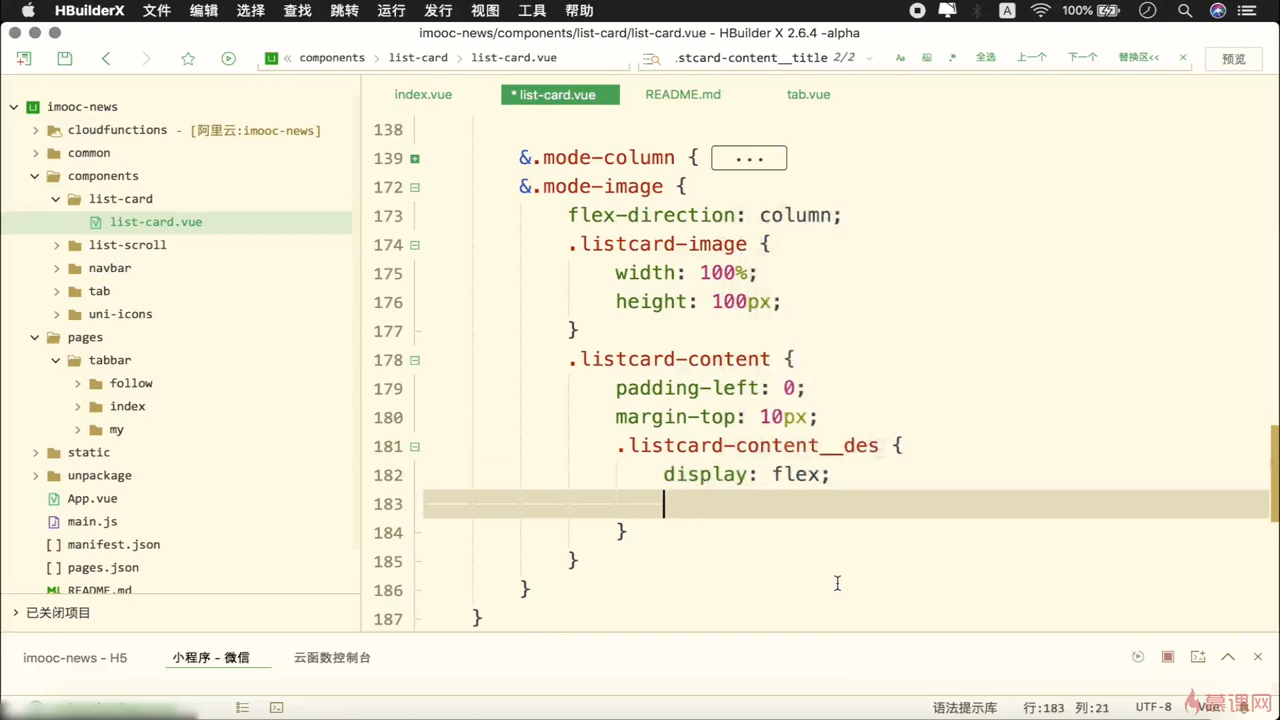 HBuilderX 文件 编辑 选择 查找 跳转 运行 发行 视图 工具 帮助 A 100%
imooc-news/components/list-card/list-card.vue - HBuilder X 2.6.4 -alpha
U « components > list-card > list-card.vue .stcard-content__title 2/2 Aa .* 全选 上一个 下一个 替换区<< × 预览
index.vue * list-card.vue README.md tab.vue
imooc-news
cloudfunctions - [阿里云:imooc-news]
common
components
list-card
list-card.vue
list-scroll
navbar
tab
uni-icons
pages
tabbar
follow
index
my
static
unpackage
App.vue
main.js
[ ] manifest.json
[ ] pages.json
M↓ README.md
已关闭项目
138
139 &.mode-column { ...
172 &.mode-image {
173 flex-direction: column;
174 .listcard-image {
175 width: 100%;
176 height: 100px;
177 }
178 .listcard-content {
179 padding-left: 0;
180 margin-top: 10px;
181 .listcard-content__des {
182 display: flex;
183
184 }
185 }
186 }
187 }
imooc-news - H5 小程序 - 微信 云函数控制台
语法提示库 行:183 列:21 UTF-8 Vue
慕课网